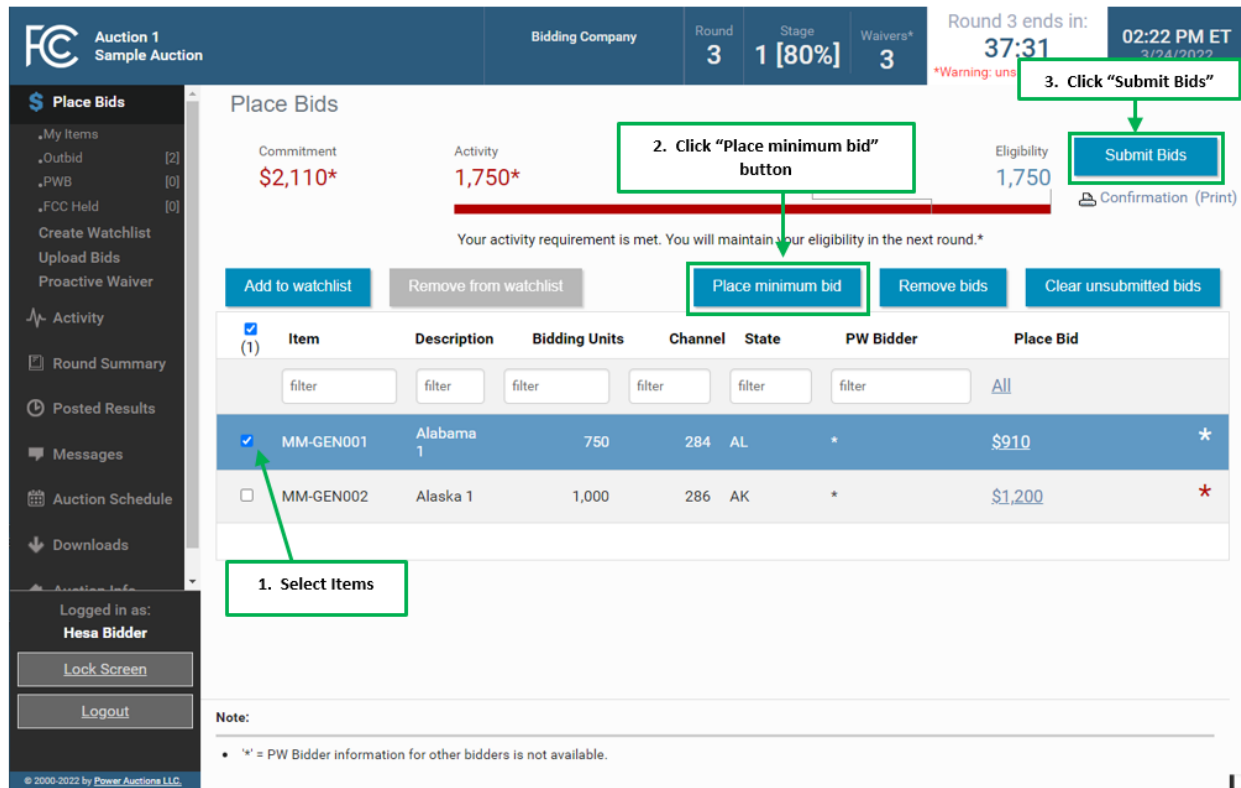 FCC
Auction 1
Sample Auction
Bidding Company
Round
3
Stage
1 [80%]
Waivers*
3
Round 3 ends in:
37:31
*Warning: uns
02:22 PM ET
3/24/2022
3. Click “Submit Bids”
$ Place Bids
My Items
Outbid [2]
PWB [0]
FCC Held [0]
Create Watchlist
Upload Bids
Proactive Waiver
Activity
Round Summary
Posted Results
Messages
Auction Schedule
Downloads
Auction Info
Logged in as:
Hesa Bidder
Lock Screen
Logout
© 2000-2022 by Power Auctions LLC.
Place Bids
Commitment
$2,110*
Activity
1,750*
2. Click “Place minimum bid”
button
Eligibility
1,750
Submit Bids
Confirmation (Print)
Your activity requirement is met. You will maintain your eligibility in the next round.*
Add to watchlist Remove from watchlist Place minimum bid Remove bids Clear unsubmitted bids
(1) Item Description Bidding Units Channel State PW Bidder Place Bid
filter filter filter filter filter filter All
MM-GEN001 Alabama 1 750 284 AL * $910 *
MM-GEN002 Alaska 1 1,000 286 AK * $1,200 *
1. Select Items
Note:
• '*' = PW Bidder information for other bidders is not available.